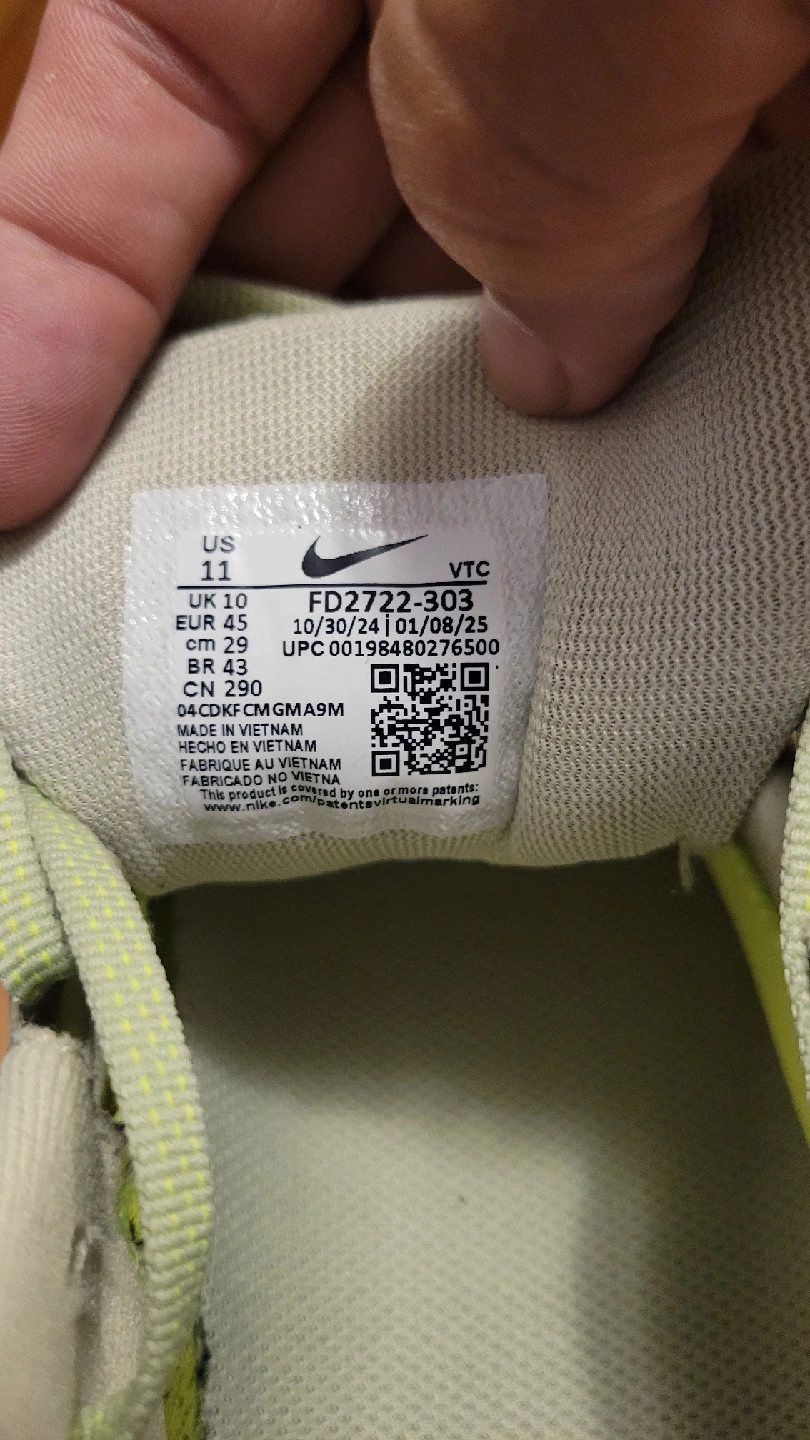 US
11
VTC
UK 10
FD2722-303
EUR 45
10/30/24 | 01/08/25
cm 29
UPC 00198480276500
BR 43
CN 290
04CDKFCMGMA9M
MADE IN VIETNAM
HECHO EN VIETNAM
FABRIQUE AU VIETNAM
FABRICADO NO VIETNA
This product is covered by one or more patents:
www.nike.com/patentsvirtualmarking